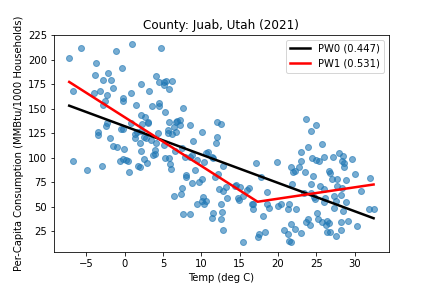 County: Juab, Utah (2021)
Per-Capita Consumption (MMBtu/1000 Households)
225
200
175
150
125
100
75
50
25
PW0 (0.447)
PW1 (0.531)
−5 0 5 10 15 20 25 30
Temp (deg C)